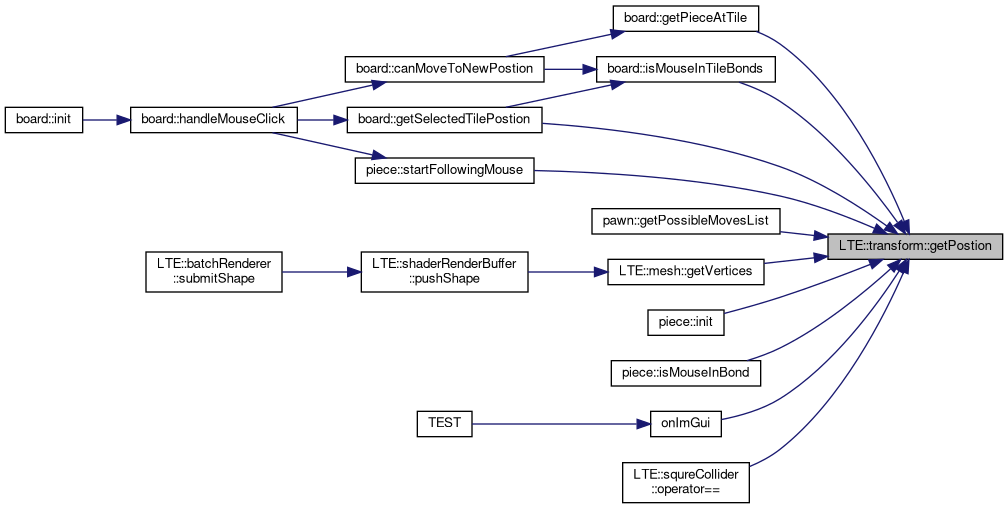 board::getPieceAtTile
board::canMoveToNewPostion
board::isMouseInTileBonds
board::init
board::handleMouseClick
board::getSelectedTilePostion
piece::startFollowingMouse
pawn::getPossibleMovesList
LTE::transform::getPostion
LTE::batchRenderer
::submitShape
LTE::shaderRenderBuffer
::pushShape
LTE::mesh::getVertices
piece::init
piece::isMouseInBond
TEST
onImGui
LTE::squreCollider
::operator==